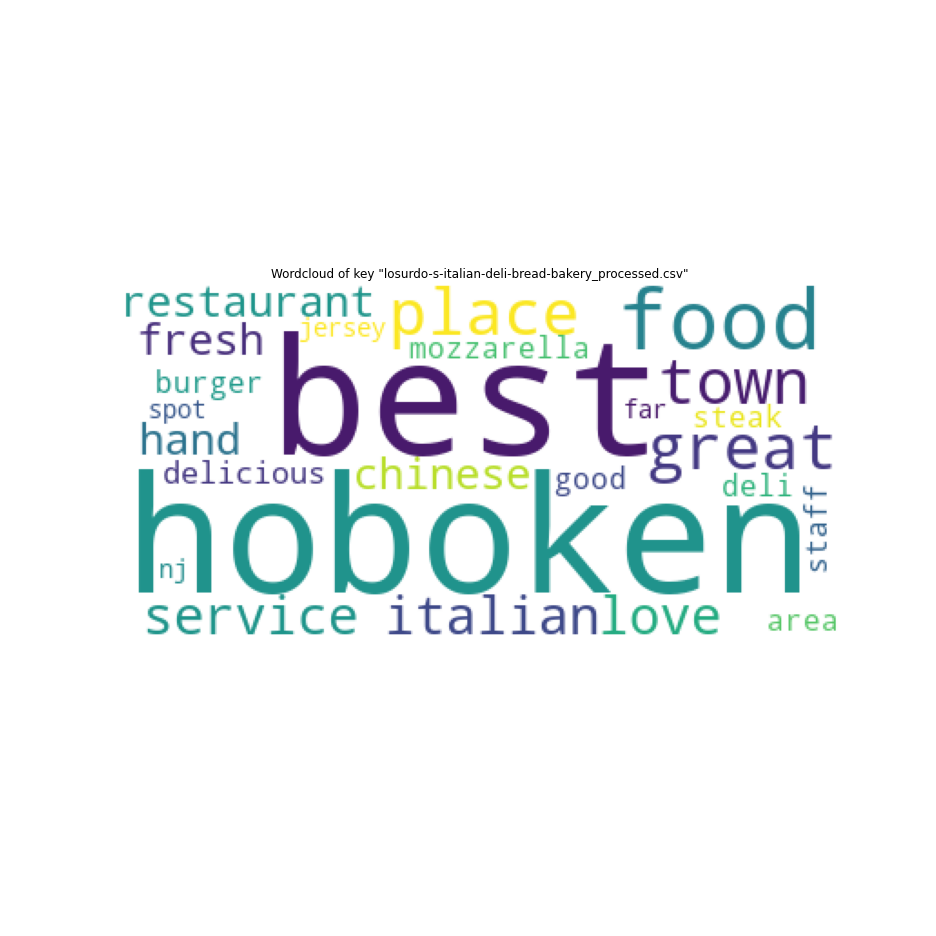 Wordcloud of key "losurdo-s-italian-deli-bread-bakery_processed.csv"
restaurant
place
food
fresh
jersey
mozzarella
best
town
burger
spot
far
steak
hand
great
delicious
chinese
good
deli
staff
hoboken
nj
service
italian
love
area